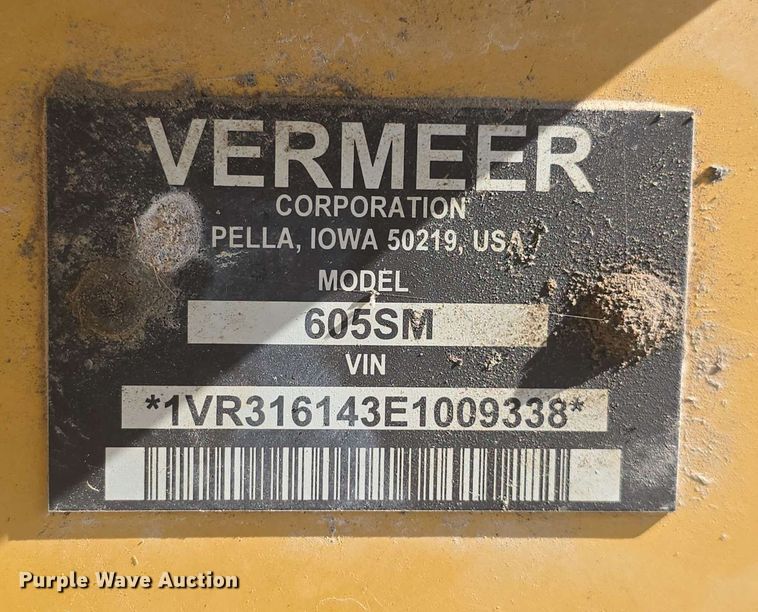 VERMEER
CORPORATION
PELLA, IOWA 50219, USA
MODEL
605SM
VIN
*1VR316143E1009338*
Purple Wave Auction